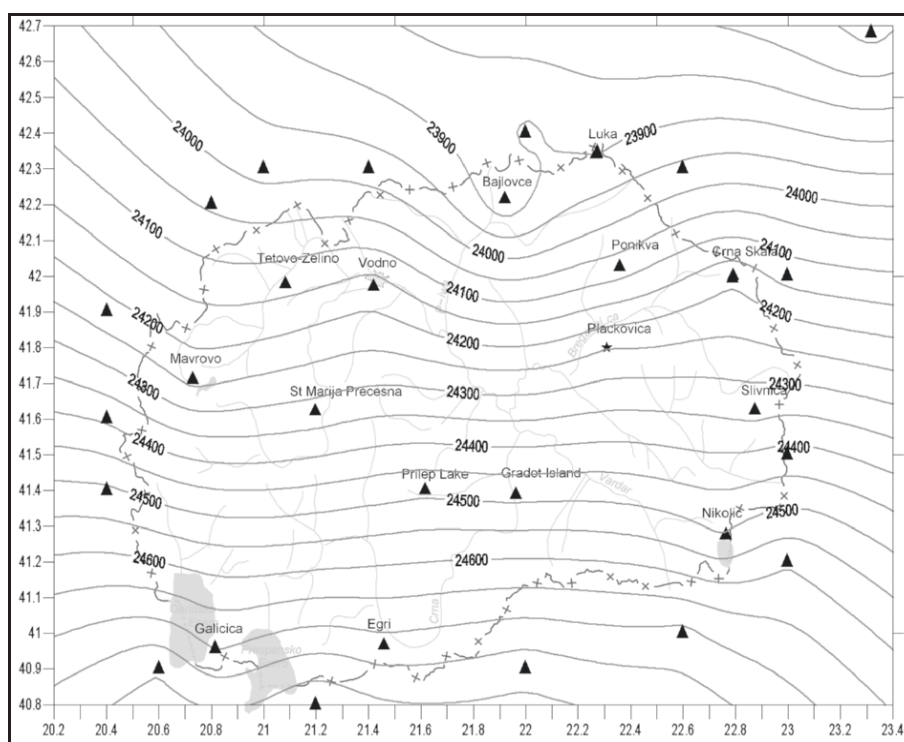 42.7
42.6
42.5
42.4
42.3
42.2
42.1
42
41.9
41.8
41.7
41.6
41.5
41.4
41.3
41.2
41.1
41
40.9
40.8
24000
23900
Luka
23900
Bajlovce
24000
24100
24000
Ponikva
24100
Crna Skala
Tetovo-Zelino
Vodno
24100
24200
24200
24200
Plackovica
Mavrovo
24300
24300
24300
St Marija Precesna
Slivnica
24400
24400
24400
Prilep Lake
Gradot Island
24500
24500
Vardar
Nikolic
24500
24600
24600
Crna
Galicica
Egri
20.2 20.4 20.6 20.8 21 21.2 21.4 21.6 21.8 22 22.2 22.4 22.6 22.8 23 23.2 23.4